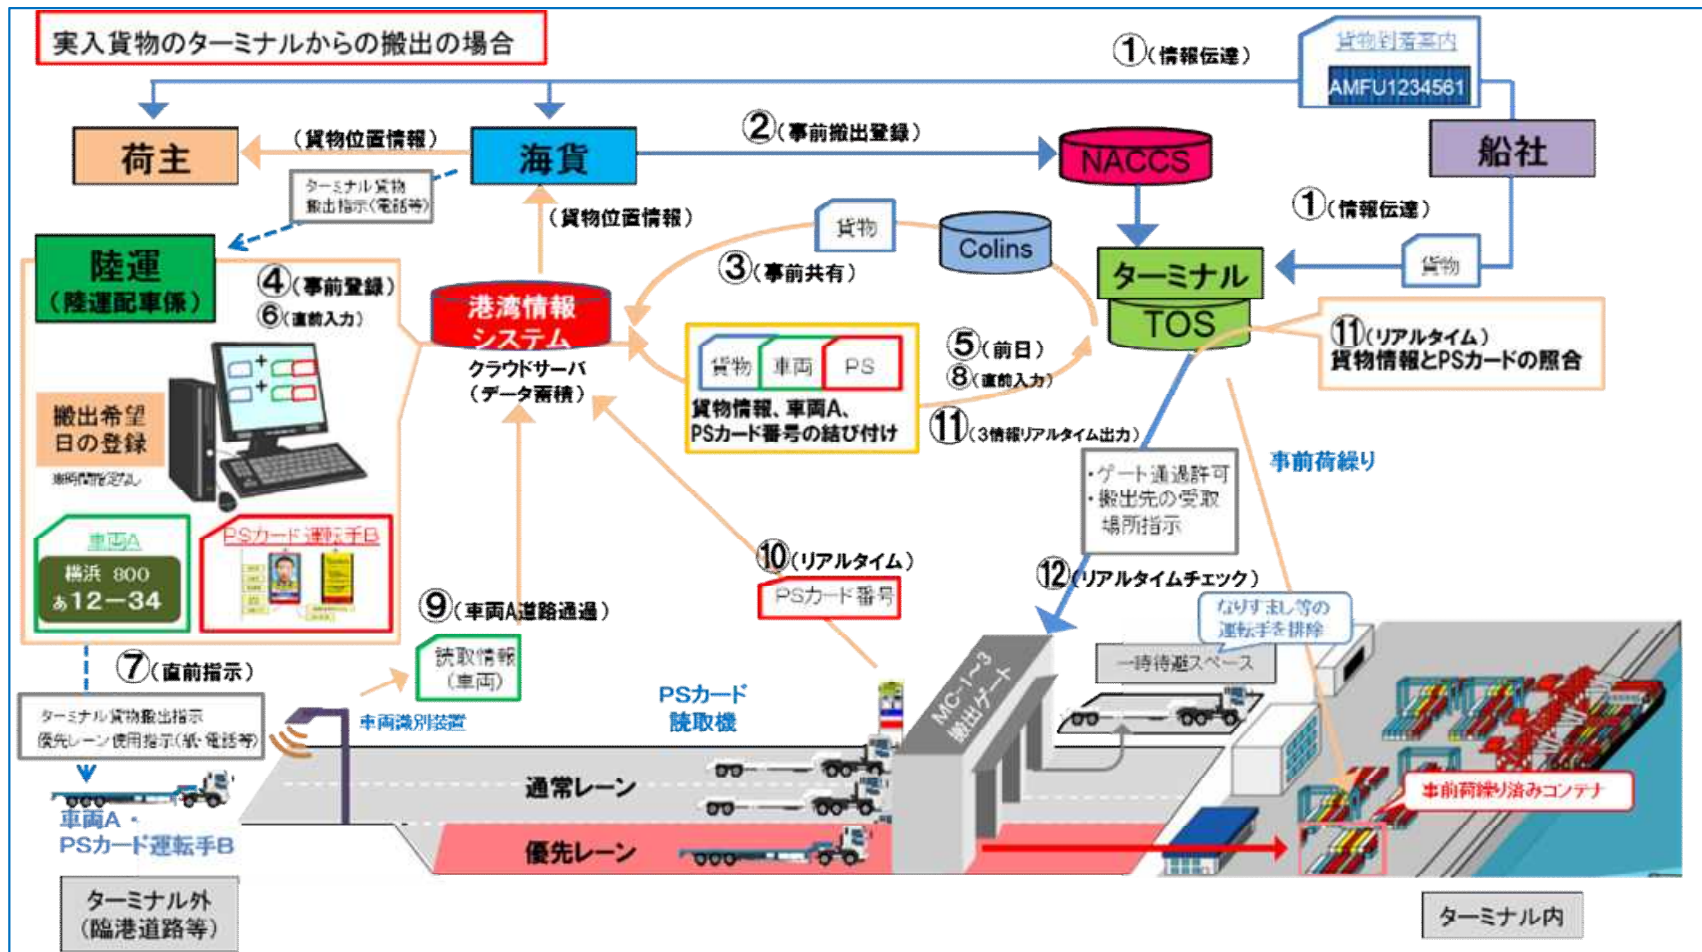 実入貨物のターミナルからの搬出の場合
①(情報伝達)
貨物到着案内
AMFU1234561
荷主
(貨物位置情報)
海貨
②(事前搬出登録)
NACCS
船社
ターミナル貨物
搬出指示(電話等)
(貨物位置情報)
貨物
Colins
①(情報伝達)
貨物
陸運
(陸運配車係)
④(事前登録)
⑥(直前入力)
③(事前共有)
ターミナル
TOS
港湾情報
システム
クラウドサーバ
(データ蓄積)
貨物
車両
PS
貨物情報、車両A、
PSカード番号の結び付け
⑤(前日)
⑧(直前入力)
⑪(3情報リアルタイム出力)
⑪(リアルタイム)
貨物情報とPSカードの照合
搬出希望
日の登録
・ゲート通過許可
・搬出先の受取
場所指示
事前荷繰り
車両A
横浜 800
あ12-34
PSカード運転手B
⑨(車両A道路通過)
読取情報
(車両)
⑩(リアルタイム)
PSカード番号
⑫(リアルタイムチェック)
なりすまし等の
運転手を排除
一時待避スペース
⑦(直前指示)
ターミナル貨物搬出指示
優先レーン使用指示(紙・電話等)
車両識別装置
PSカード
読取機
MC-1~3
搬出ゲート
通常レーン
優先レーン
事前荷繰り済みコンテナ
車両A・
PSカード運転手B
ターミナル外
(臨港道路等)
ターミナル内